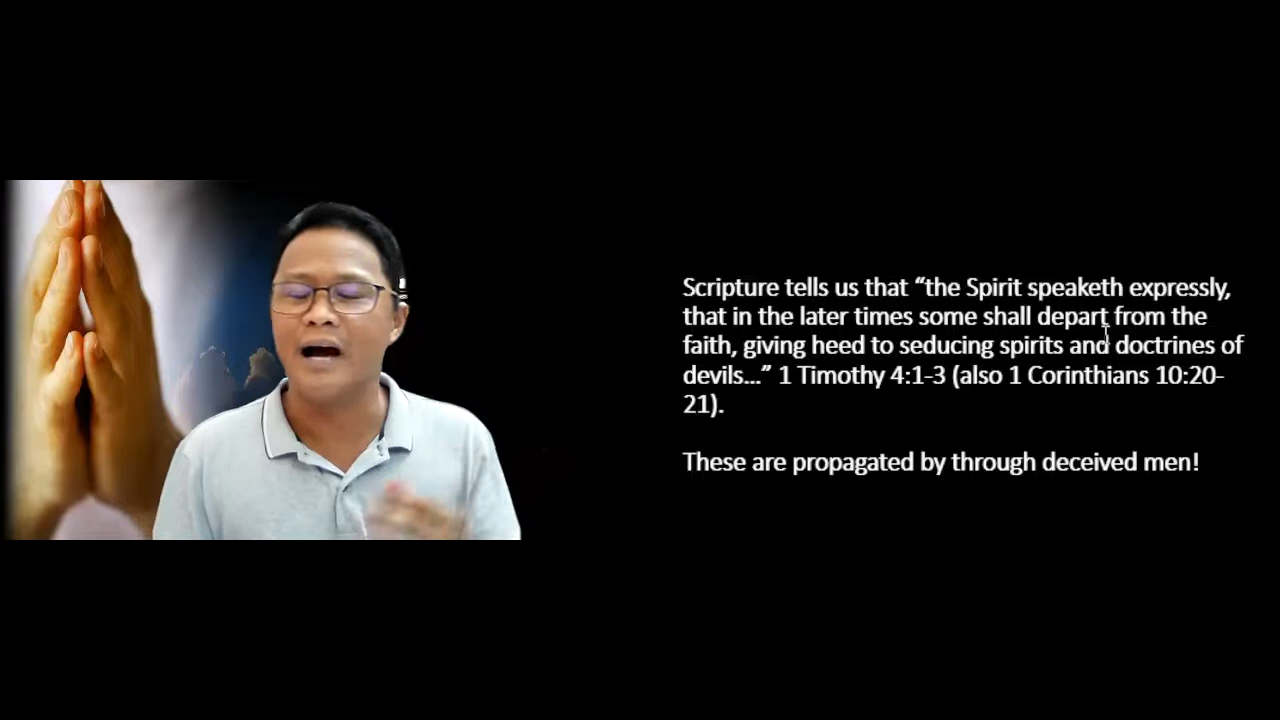 Scripture tells us that “the Spirit speaketh expressly,
that in the later times some shall depart from the
faith, giving heed to seducing spirits and doctrines of
devils...” 1 Timothy 4:1-3 (also 1 Corinthians 10:20-
21).
These are propagated by through deceived men!